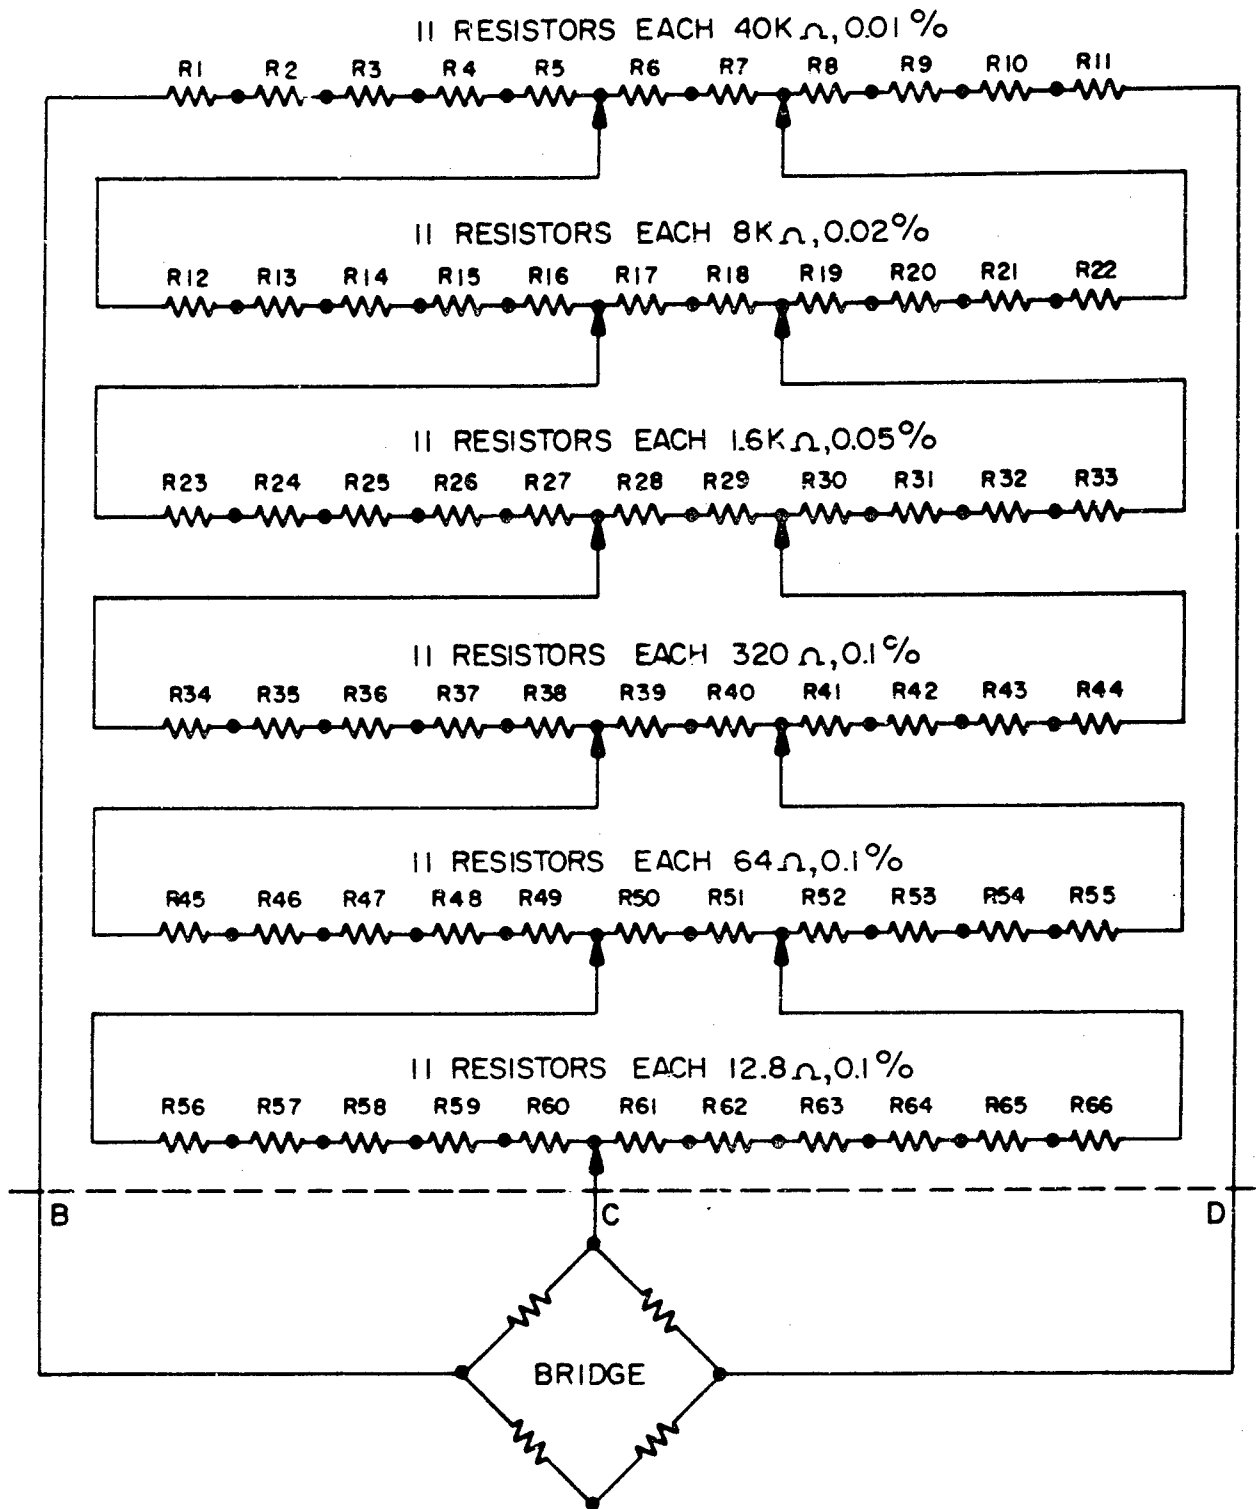 11 RESISTORS EACH 40K Ω, 0.01%
R1 R2 R3 R4 R5 R6 R7 R8 R9 R10 R11
11 RESISTORS EACH 8K Ω, 0.02%
R12 R13 R14 R15 R16 R17 R18 R19 R20 R21 R22
11 RESISTORS EACH 1.6K Ω, 0.05%
R23 R24 R25 R26 R27 R28 R29 R30 R31 R32 R33
11 RESISTORS EACH 320 Ω, 0.1%
R34 R35 R36 R37 R38 R39 R40 R41 R42 R43 R44
11 RESISTORS EACH 64 Ω, 0.1%
R45 R46 R47 R48 R49 R50 R51 R52 R53 R54 R55
11 RESISTORS EACH 12.8 Ω, 0.1%
R56 R57 R58 R59 R60 R61 R62 R63 R64 R65 R66
B C D
BRIDGE